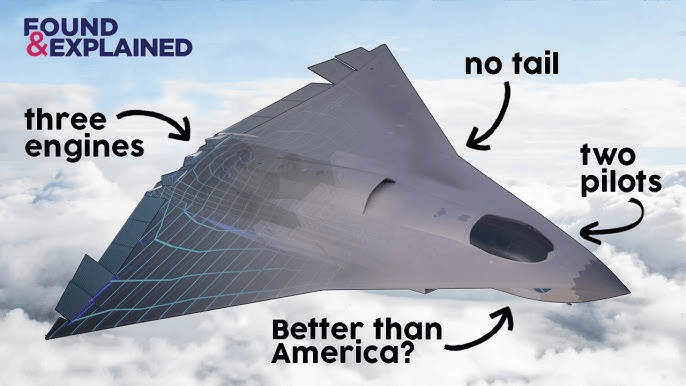 FOUND
&EXPLAINED
no tail
three
engines
two
pilots
Better than
America?